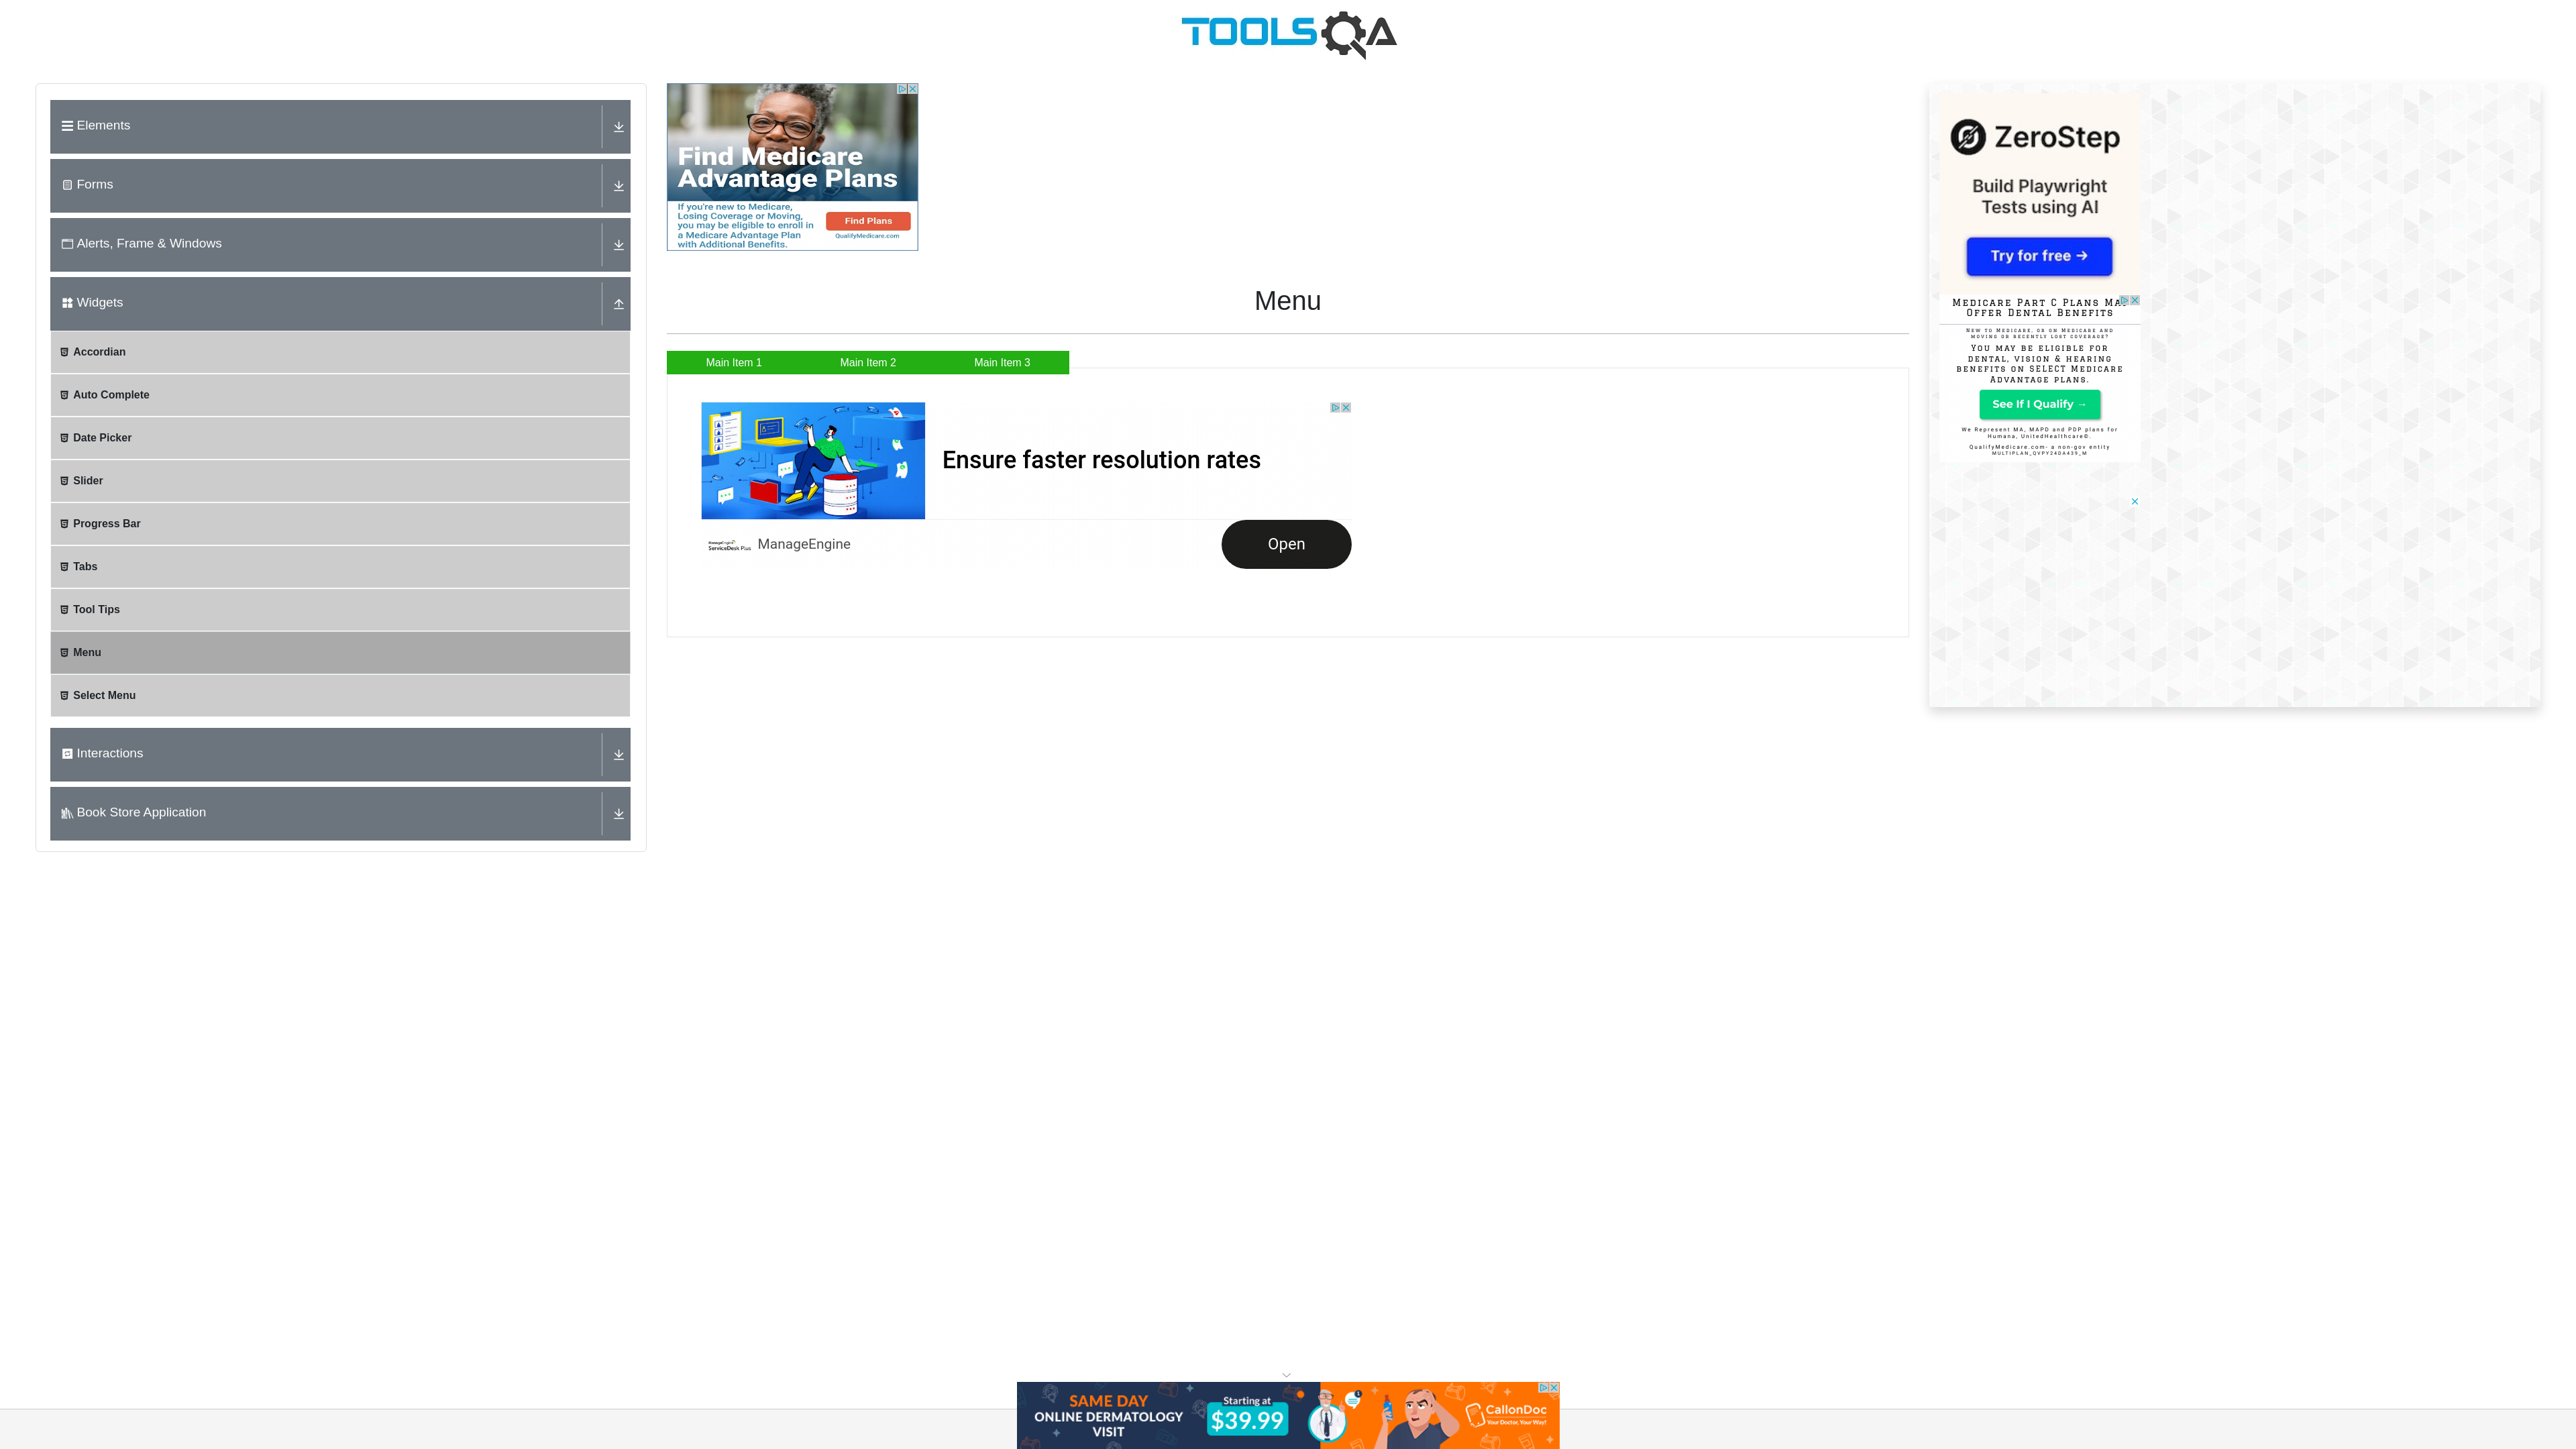 TOOLSQA
Elements
Forms
Alerts, Frame & Windows
Widgets
Accordian
Auto Complete
Date Picker
Slider
Progress Bar
Tabs
Tool Tips
Menu
Select Menu
Interactions
Book Store Application
Find Medicare
Advantage Plans
If you're new to Medicare,
Losing Coverage or Moving,
you may be eligible to enroll in
a Medicare Advantage Plan
with Additional Benefits.
Find Plans
QualifyMedicare.com
Menu
Main Item 1
Main Item 2
Main Item 3
Ensure faster resolution rates
ManageEngine
ServiceDesk Plus
ManageEngine
Open
ZeroStep
Build Playwright
Tests using AI
Try for free →
Medicare Part C Plans
Offer Dental Benefits
New to Medicare, or on Medicare and
moving or recently lost coverage?
You may be eligible for
dental, vision & hearing
benefits on SELECT Medicare
Advantage plans.
See If I Qualify →
We Represent MA, MAPD and PDP plans for
Humana, UnitedHealthcare®.
QualifyMedicare.com- a non-gov entity
MULTIPLAN_QVPY24DA439_M
SAME DAY
ONLINE DERMATOLOGY
VISIT
Starting at
$39.99
1
CallonDoc
Your Doctor, Your Way!